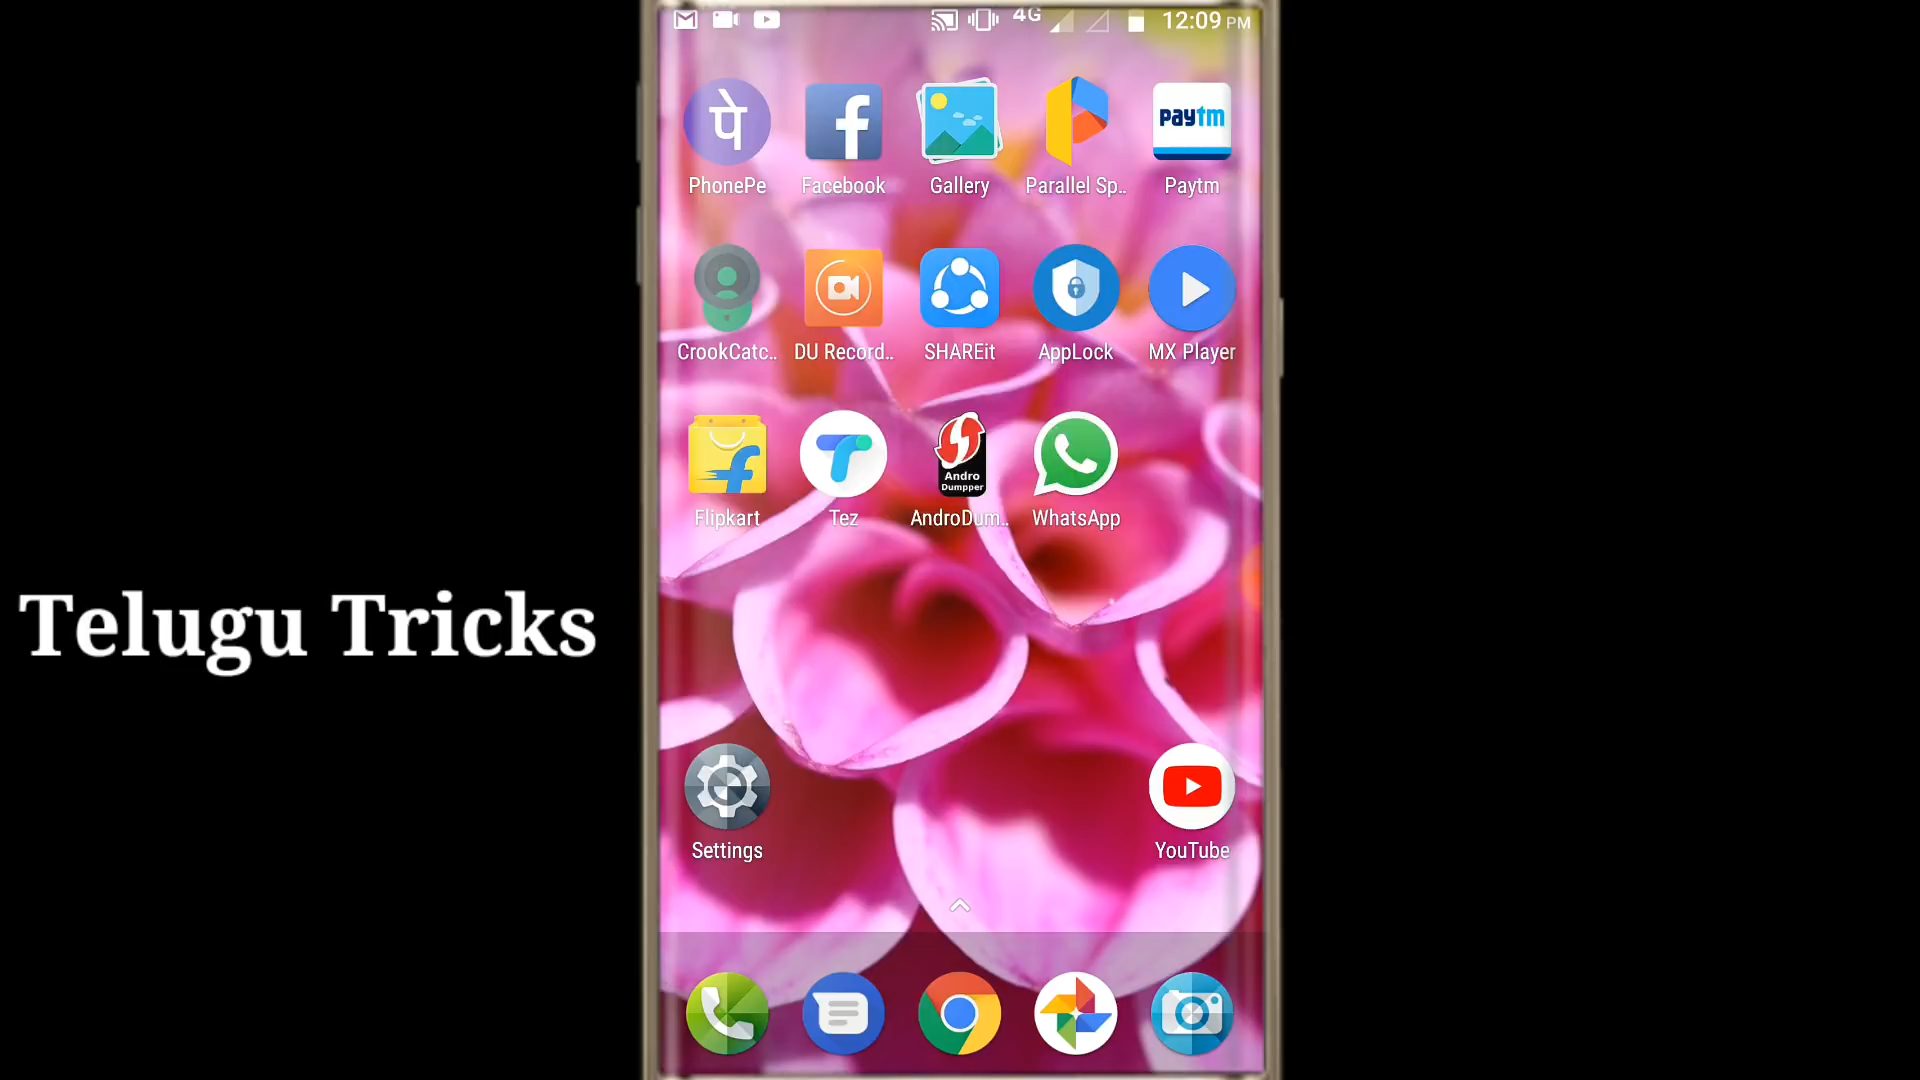 4G 12:09 PM
पे paytm
PhonePe Facebook Gallery Parallel Sp.. Paytm
CrookCatc.. DU Record.. SHAREit AppLock MX Player
Andro
Dumpper
Flipkart Tez AndroDum.. WhatsApp
Telugu Tricks
Settings YouTube